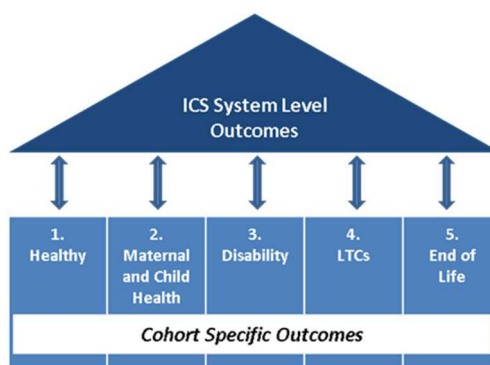 ICS System Level
Outcomes
1.
Healthy
2.
Maternal
and Child
Health
3.
Disability
4.
LTCs
5.
End of
Life
Cohort Specific Outcomes